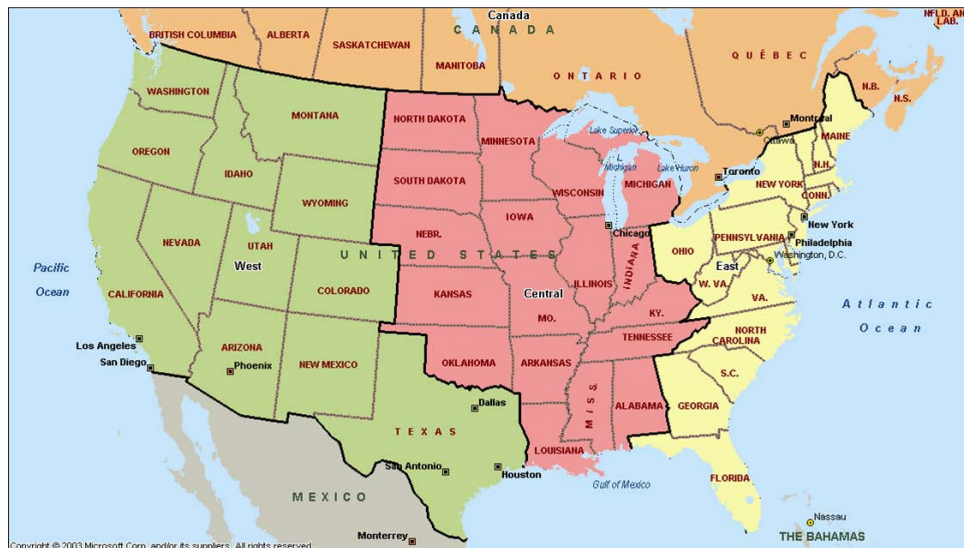 Canada
NFLD. AND
LAB.
CANADA
BRITISH COLUMBIA
ALBERTA
SASKATCHEWAN
MANITOBA
ONTARIO
QUÉBEC
N.B.
N.S.
WASHINGTON
MONTANA
NORTH DAKOTA
MINNESOTA
Lake Superior
Montréal
Ottawa
MAINE
OREGON
IDAHO
SOUTH DAKOTA
WISCONSIN
L.
Michigan
Lake Huron
MICHIGAN
Toronto
N.H.
NEW YORK
CONN.
WYOMING
IOWA
Chicago
New York
NEVADA
UTAH
NEBR.
PENNSYLVANIA
Philadelphia
OHIO
Washington, D.C.
UNITED STATES
Pacific
Ocean
West
East
CALIFORNIA
COLORADO
KANSAS
Central
ILLINOIS
INDIANA
W. VA.
VA.
Atlantic
Ocean
MO.
KY.
Los Angeles
ARIZONA
NEW MEXICO
OKLAHOMA
ARKANSAS
TENNESSEE
NORTH
CAROLINA
San Diego
Phoenix
S.C.
Dallas
MISS.
ALABAMA
GEORGIA
TEXAS
LOUISIANA
San Antonio
Houston
FLORIDA
Gulf of Mexico
MEXICO
Nassau
Monterrey
THE BAHAMAS
Copyright © 2003 Microsoft Corp. and/or its suppliers. All rights reserved.